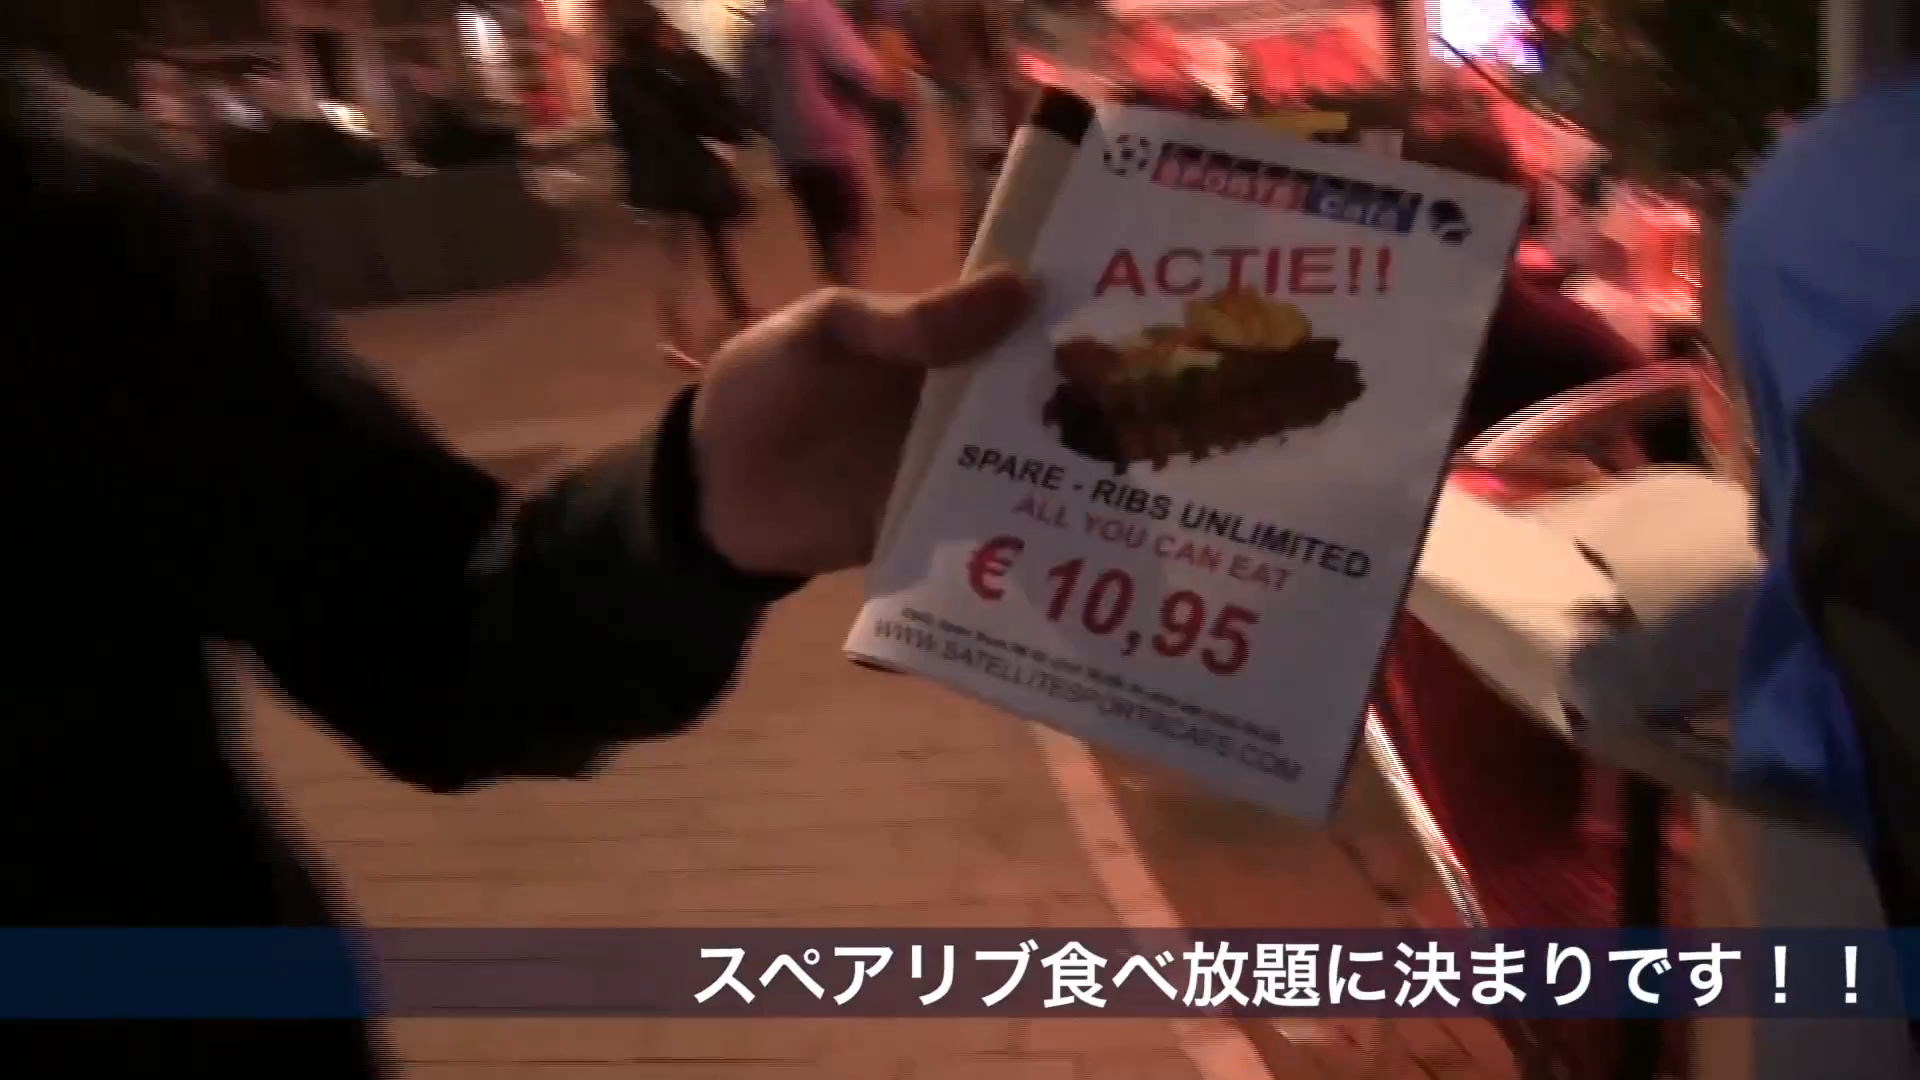 SPORTS CAFE
ACTIE!!
SPARE - RIBS UNLIMITED
ALL YOU CAN EAT
€ 10,95
WWW.SATELLITESPORTSCAFE.COM
スペアリブ食べ放題に決まりです！！